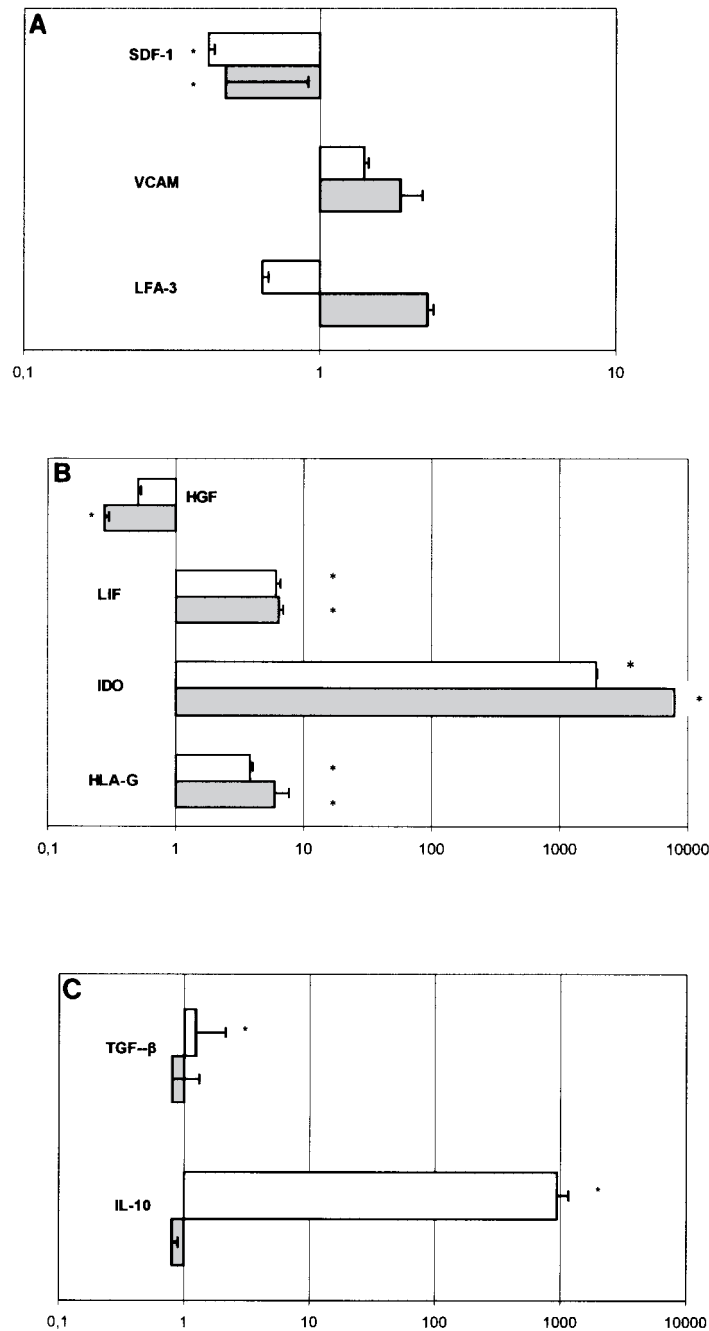 A
SDF-1
*
*
VCAM
LFA-3
0,1 1 10
B
HGF
*
LIF
*
*
IDO
*
*
HLA-G
*
*
0,1 1 10 100 1000 10000
C
TGF--β
*
IL-10
*
0,1 1 10 100 1000 10000